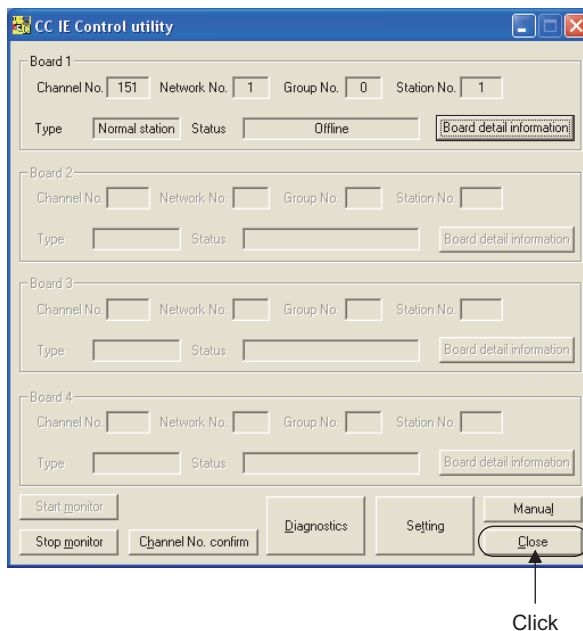 CC IE Control utility
Board 1
Channel No. 151 Network No. 1 Group No. 0 Station No. 1
Type Normal station Status Offline Board detail information
Board 2
Channel No. Network No. Group No. Station No.
Type Status Board detail information
Board 3
Channel No. Network No. Group No. Station No.
Type Status Board detail information
Board 4
Channel No. Network No. Group No. Station No.
Type Status Board detail information
Start monitor
Stop monitor
Channel No. confirm
Diagnostics
Setting
Manual
Close
Click